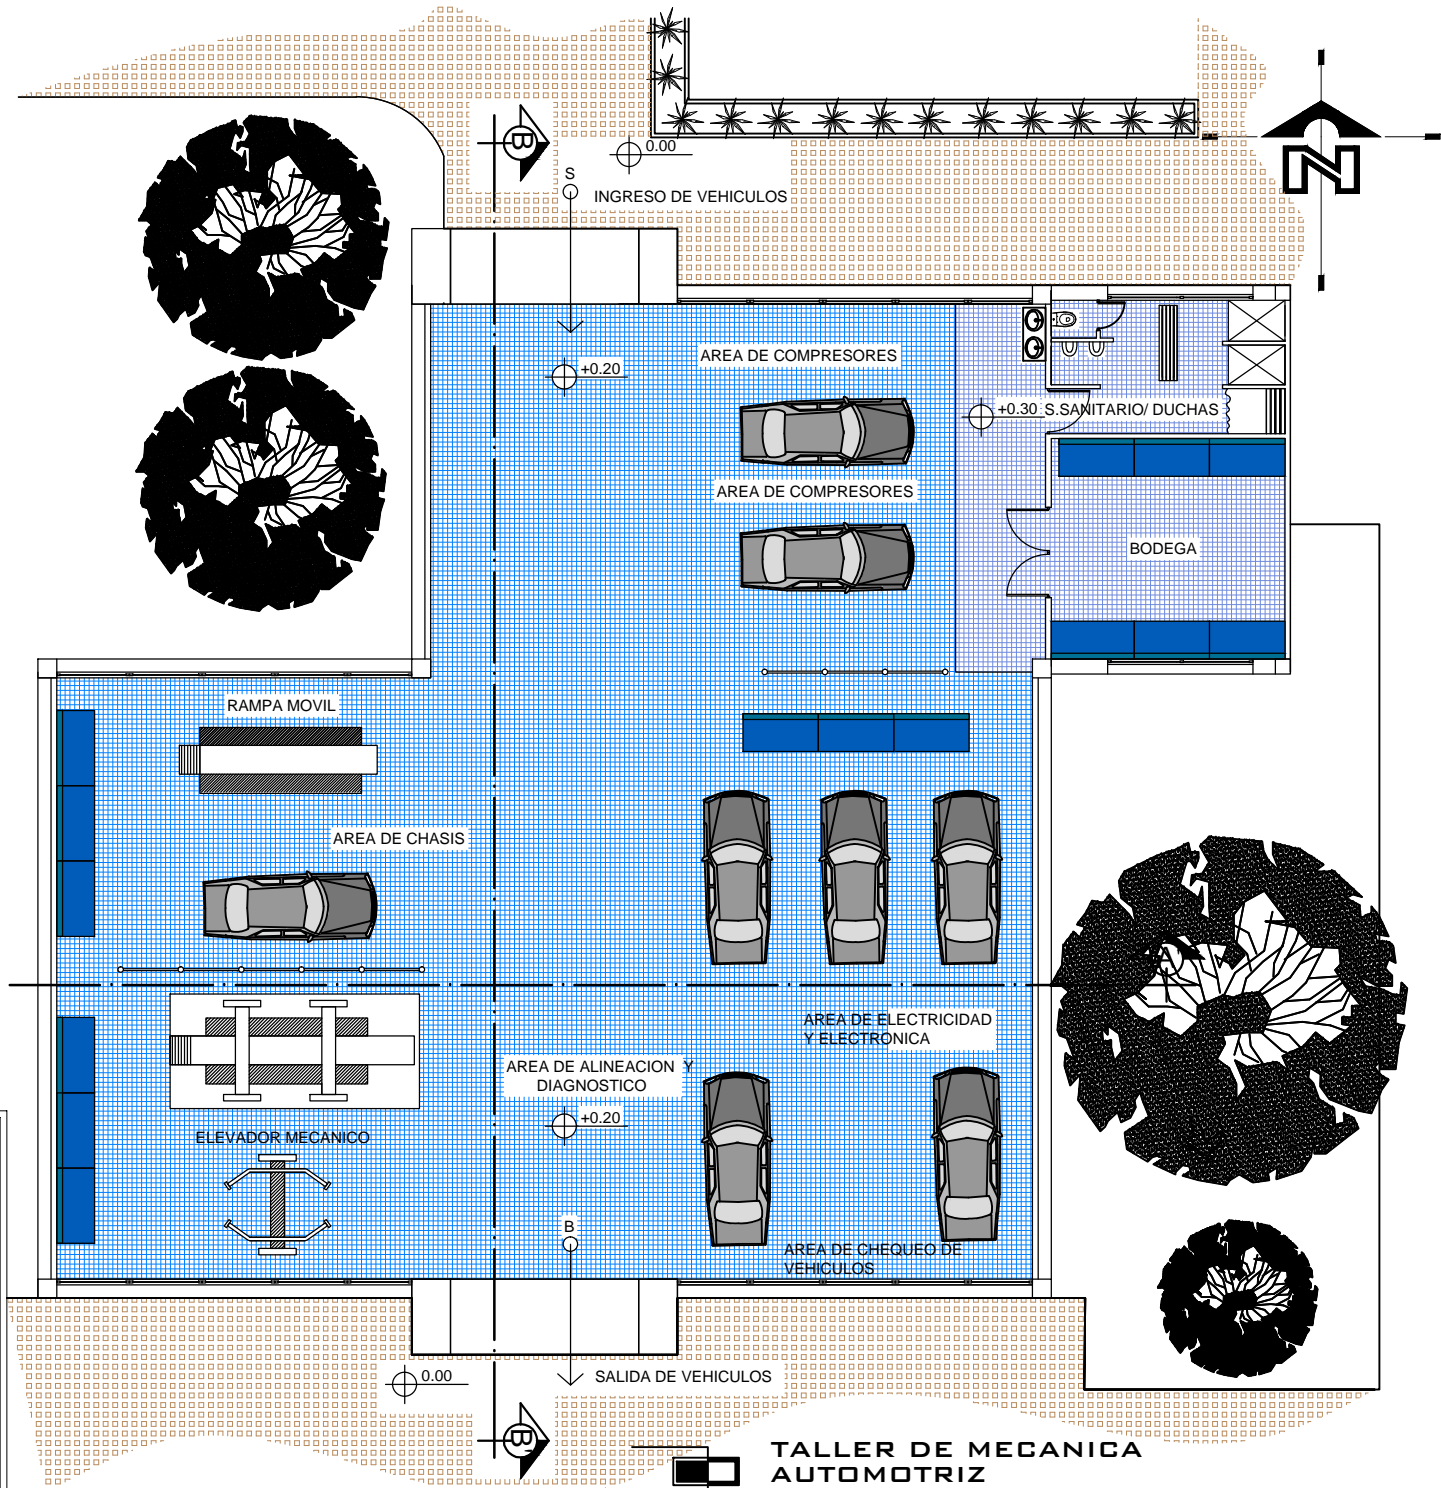 B
0.00
S
INGRESO DE VEHICULOS
N
AREA DE COMPRESORES
+0.20
+0.30
S.SANITARIO/ DUCHAS
AREA DE COMPRESORES
BODEGA
RAMPA MOVIL
AREA DE CHASIS
AREA DE ELECTRICIDAD
Y ELECTRONICA
AREA DE ALINEACION Y
DIAGNOSTICO
+0.20
ELEVADOR MECANICO
B
AREA DE CHEQUEO DE
VEHICULOS
0.00
SALIDA DE VEHICULOS
B'
TALLER DE MECANICA
AUTOMOTRIZ